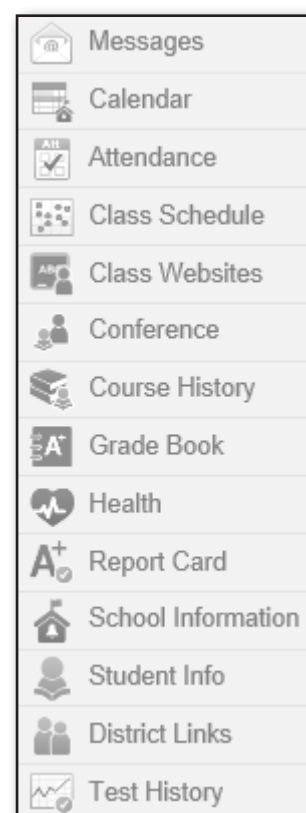 Messages
Calendar
Attendance
Class Schedule
Class Websites
Conference
Course History
Grade Book
Health
Report Card
School Information
Student Info
District Links
Test History